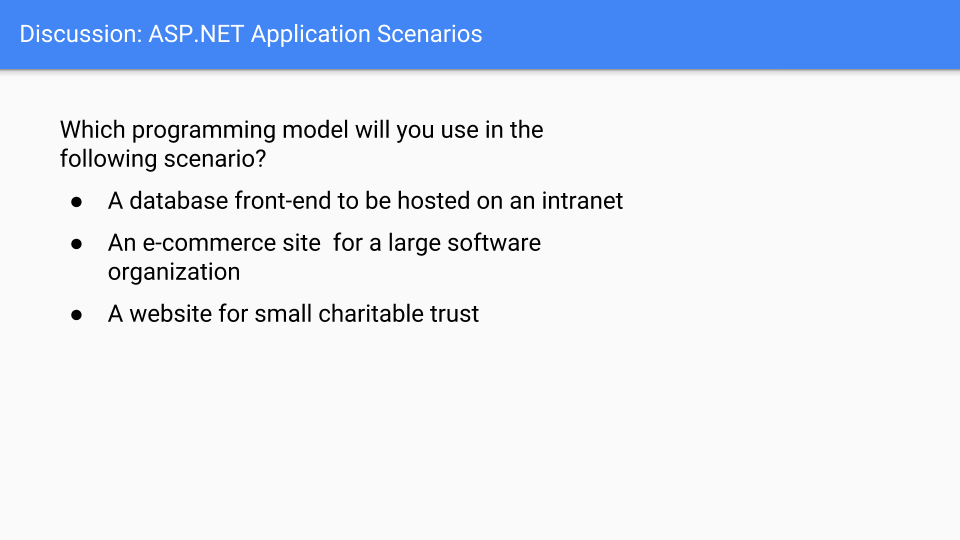 Discussion: ASP.NET Application Scenarios
Which programming model will you use in the
following scenario?
● A database front-end to be hosted on an intranet
● An e-commerce site  for a large software
organization
● A website for small charitable trust